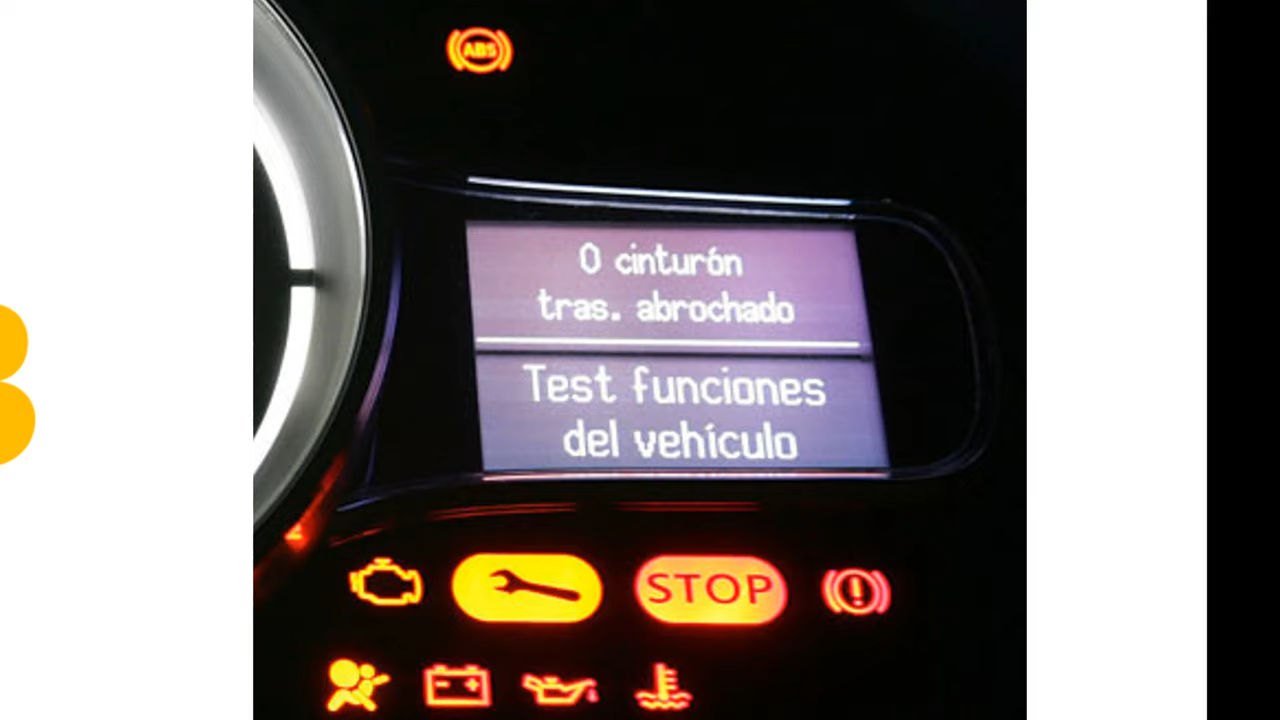 ABS
0 cinturón
tras. abrochado
Test funciones
del vehículo
STOP